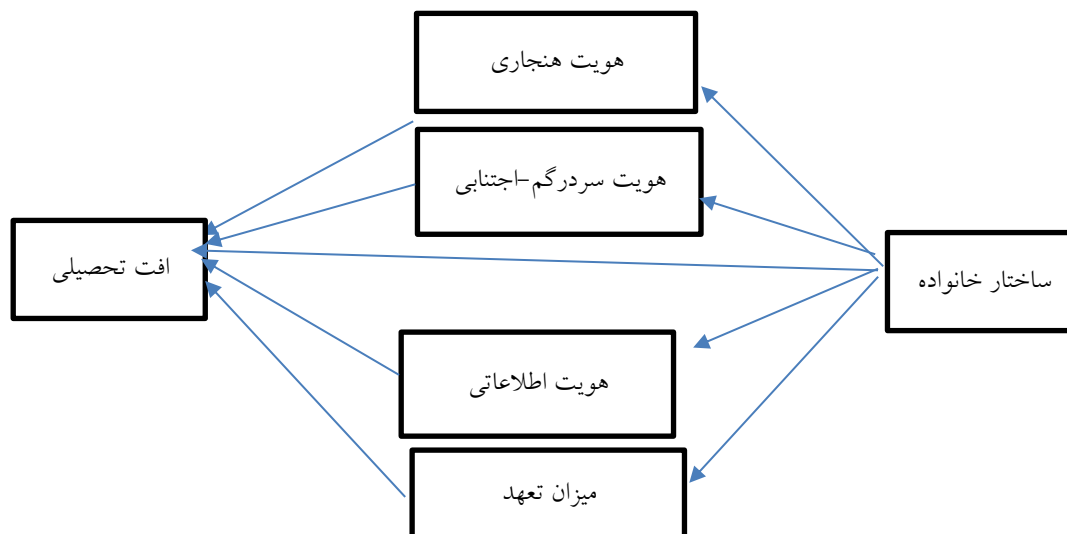 هویت هنجاری
هویت سردرگم-اجتنابی
ساختار خانواده
افت تحصیلی
هویت اطلاعاتی
میزان تعهد